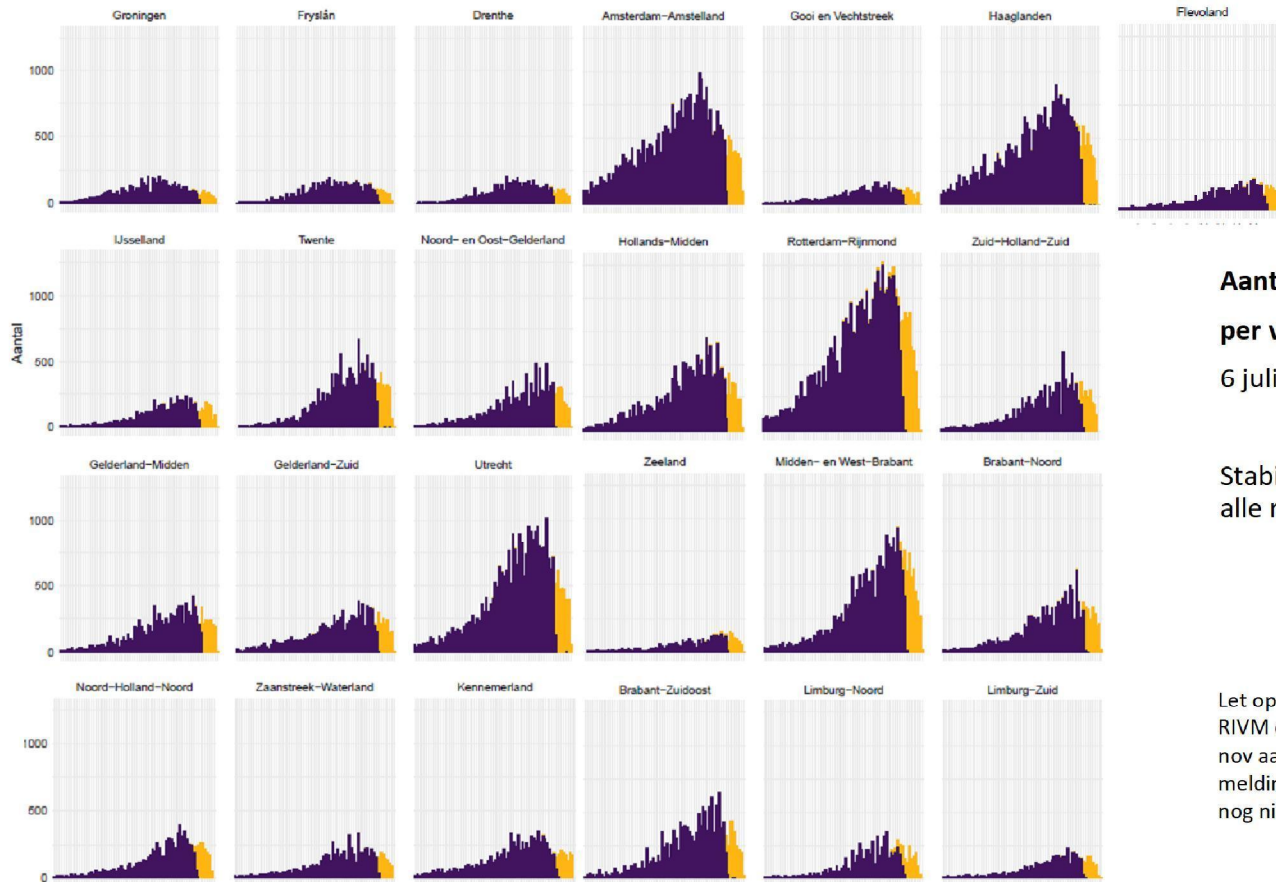 Groningen
Fryslân
Drenthe
Amsterdam-Amstelland
Gooi en Vechtstreek
Haaglanden
Flevoland
1000
500
0
IJsselland
Twente
Noord- en Oost-Gelderland
Hollands-Midden
Rotterdam-Rijnmond
Zuid-Holland-Zuid
1000
500
0
Aantal
Gelderland-Midden
Gelderland-Zuid
Utrecht
Zeeland
Midden- en West-Brabant
Brabant-Noord
1000
500
0
Noord-Holland-Noord
Zaanstreek-Waterland
Kennemerland
Brabant-Zuidoost
Limburg-Noord
Limburg-Zuid
1000
500
0
Aant
per v
6 juli
Stabi
alle r
Let op
RIVM
nov aa
meldin
nog ni